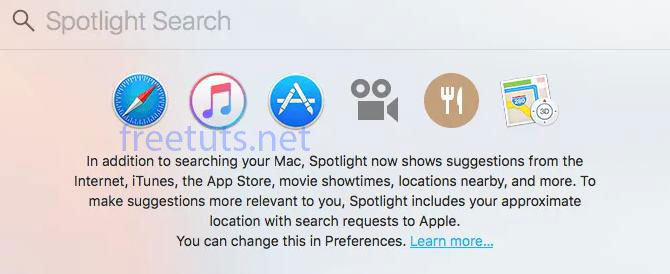 Spotlight Search
280
3D
freetuts.net
In addition to searching your Mac, Spotlight now shows suggestions from the
Internet, iTunes, the App Store, movie showtimes, locations nearby, and more. To
make suggestions more relevant to you, Spotlight includes your approximate
location with search requests to Apple.
You can change this in Preferences. Learn more...